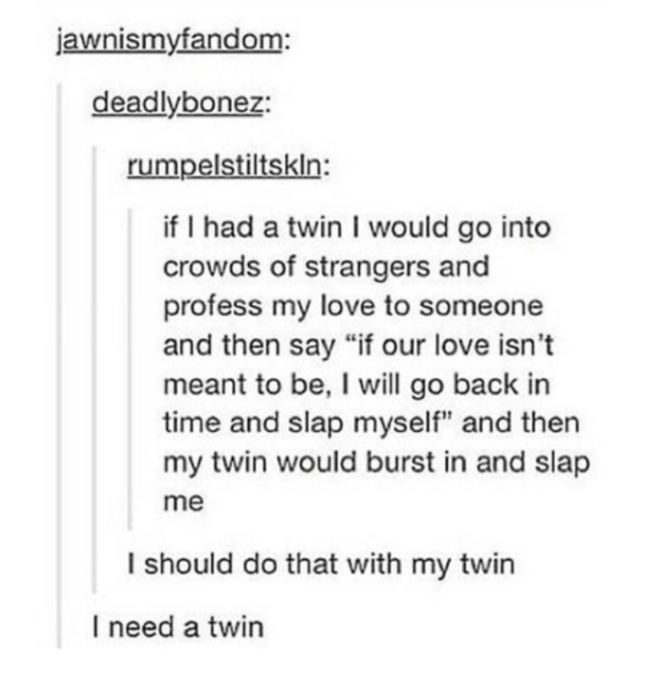 jawnismyfandom:
deadlybonez:
rumpelstiltskln:
if I had a twin I would go into
crowds of strangers and
profess my love to someone
and then say “if our love isn't
meant to be, I will go back in
time and slap myself” and then
my twin would burst in and slap
me
I should do that with my twin
I need a twin